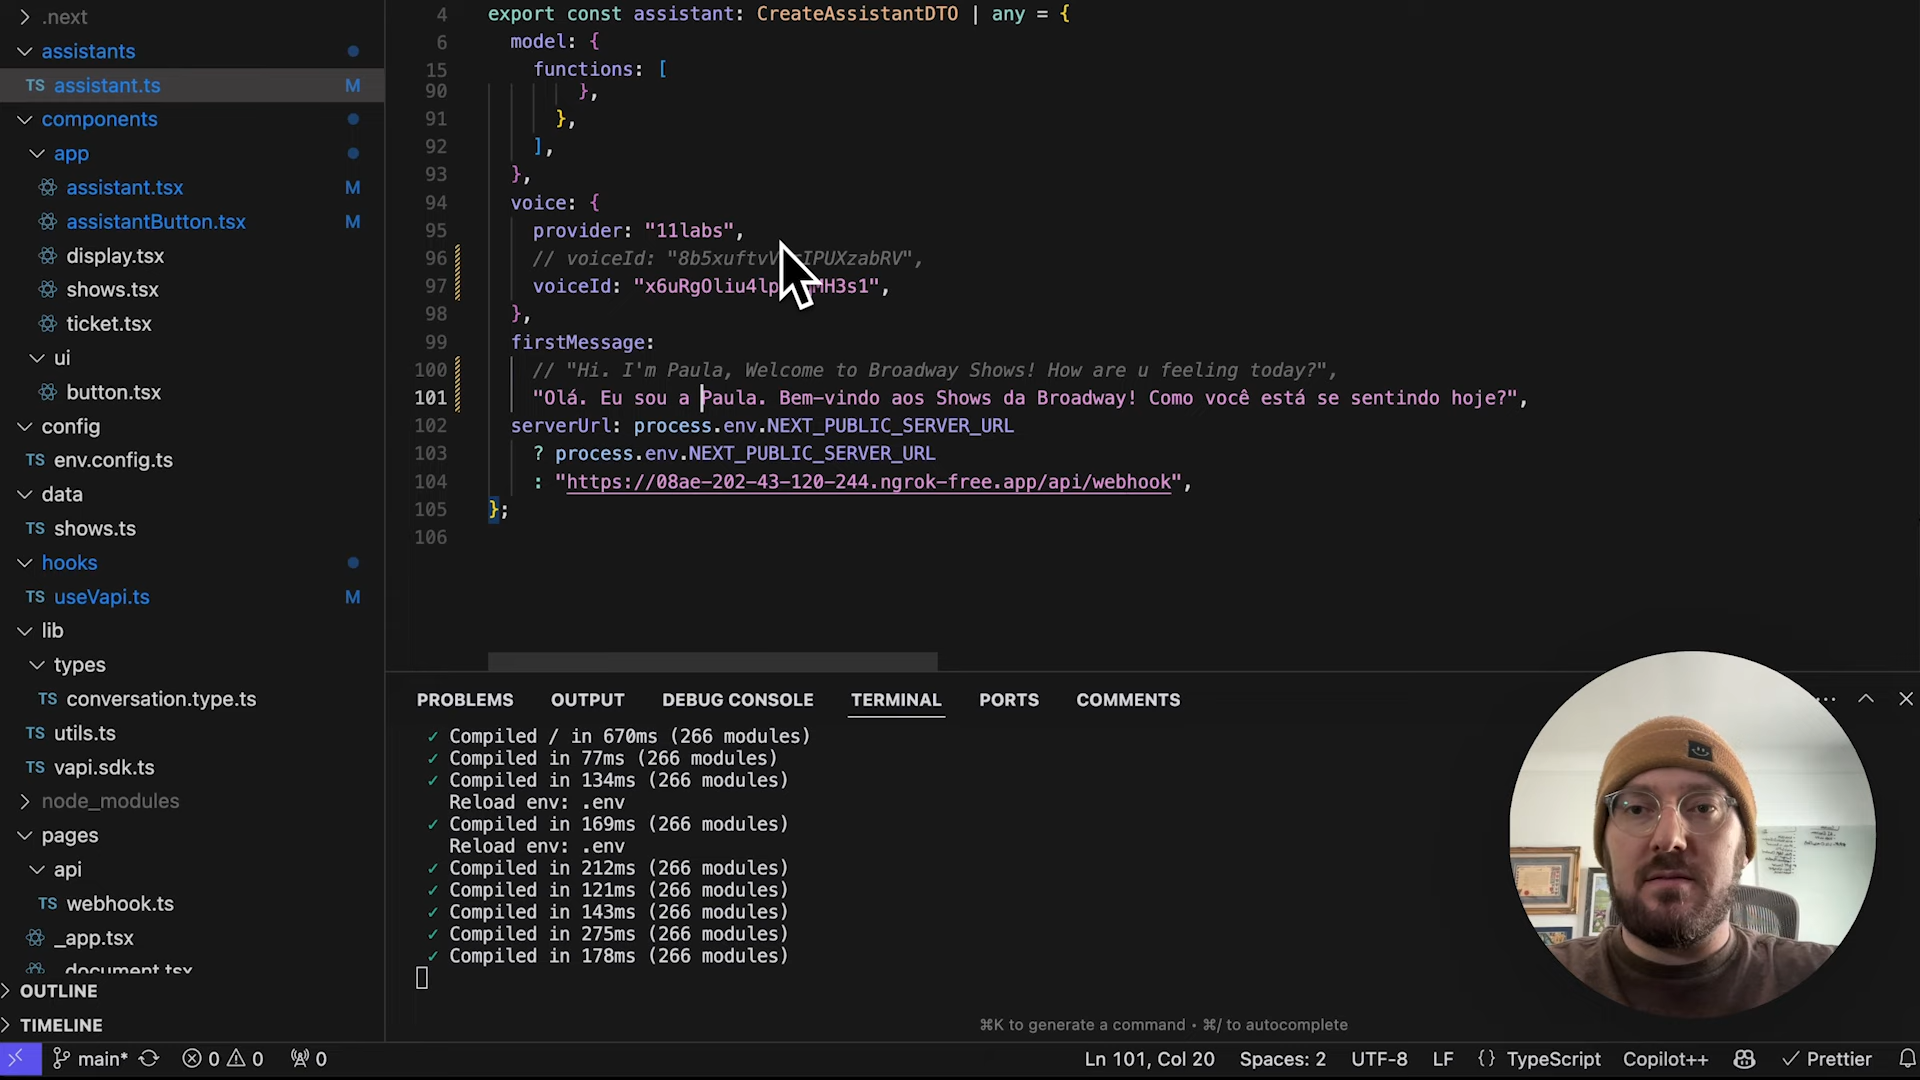 .next
assistants
TS assistant.ts M
components
app
assistant.tsx M
assistantButton.tsx M
display.tsx
shows.tsx
ticket.tsx
ui
button.tsx
config
TS env.config.ts
data
TS shows.ts
hooks
TS useVapi.ts M
lib
types
TS conversation.type.ts
TS utils.ts
TS vapi.sdk.ts
node_modules
pages
api
TS webhook.ts
_app.tsx
_document.tsx
OUTLINE
TIMELINE
4 export const assistant: CreateAssistantDTO | any = {
6 model: {
15 functions: [
90 },
91 },
92 ],
93 },
94 voice: {
95 provider: "11labs",
96 // voiceId:
97 voiceId:
98 },
99 firstMessage:
100 // "Hi. I'm Paula, Welcome to Broadway Shows! How are u feeling today?",
101 "Olá. Eu sou a Paula. Bem-vindo aos Shows da Broadway! Como você está se sentindo hoje?",
102 serverUrl: process.env.NEXT_PUBLIC_SERVER_URL
103 ? process.env.NEXT_PUBLIC_SERVER_URL
104 : "https://08ae-202-43-120-244.ngrok-free.app/api/webhook",
105 };
106
PROBLEMS OUTPUT DEBUG CONSOLE TERMINAL PORTS COMMENTS
✓ Compiled / in 670ms (266 modules)
✓ Compiled in 77ms (266 modules)
✓ Compiled in 134ms (266 modules)
Reload env: .env
✓ Compiled in 169ms (266 modules)
Reload env: .env
✓ Compiled in 212ms (266 modules)
✓ Compiled in 121ms (266 modules)
✓ Compiled in 143ms (266 modules)
✓ Compiled in 275ms (266 modules)
✓ Compiled in 178ms (266 modules)
⌘K to generate a command • ⌘/ to autocomplete
main* 0 0 0 Ln 101, Col 20 Spaces: 2 UTF-8 LF {} TypeScript Copilot++ ✓ Prettier